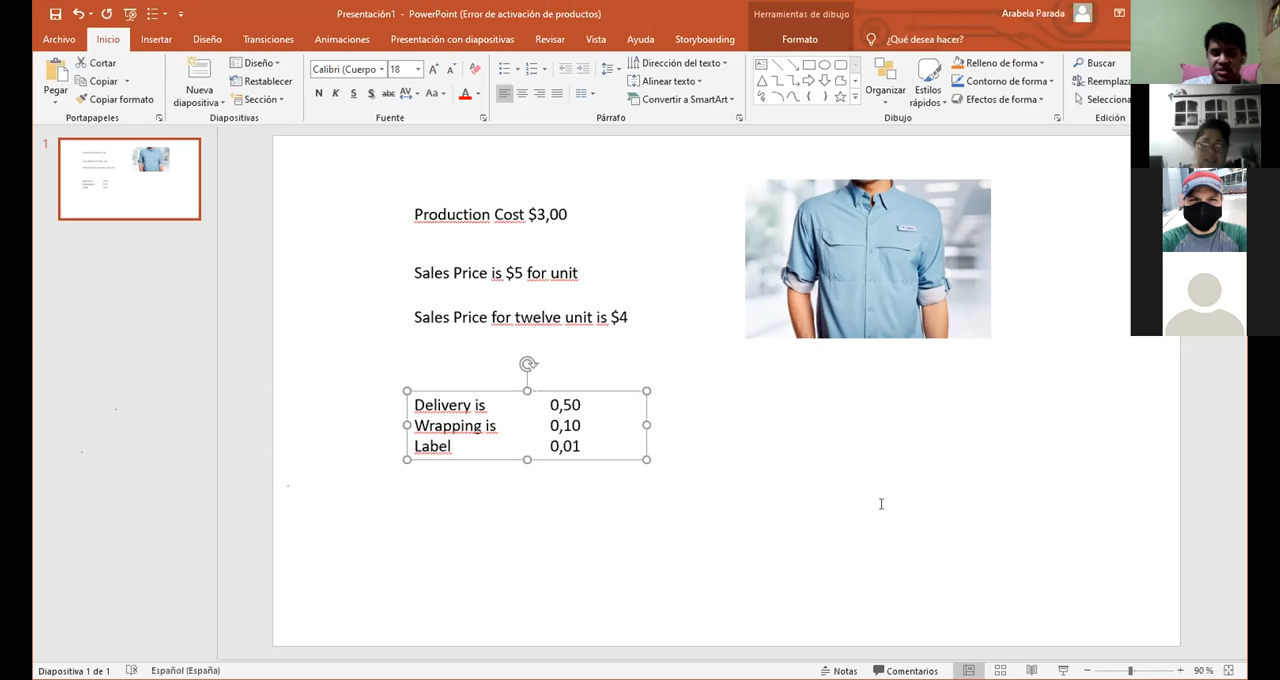 Presentación1 - PowerPoint (Error de activación de productos)
Herramientas de dibujo
Arabela Parada
Archivo
Inicio
Insertar
Diseño
Transiciones
Animaciones
Presentación con diapositivas
Revisar
Vista
Ayuda
Storyboarding
Formato
¿Qué desea hacer?
Pegar
Cortar
Copiar
Copiar formato
Portapapeles
Nueva
diapositiva
Diseño
Restablecer
Sección
Diapositivas
Calibri (Cuerpo
18
N K S S abc AV Aa A
Fuente
Dirección del texto
Alinear texto
Convertir a SmartArt
Párrafo
Organizar
Estilos
rápidos
Relleno de forma
Contorno de forma
Efectos de forma
Dibujo
Buscar
Reempla
Selecciona
Edición
1
Production Cost $3,00
Sales Price is $5 for unit
Sales Price for twelve unit is $4
Delivery is 0,50
Wrapping is 0,10
Label 0,01
Diapositiva 1 de 1
Español (España)
Notas
Comentarios
90 %